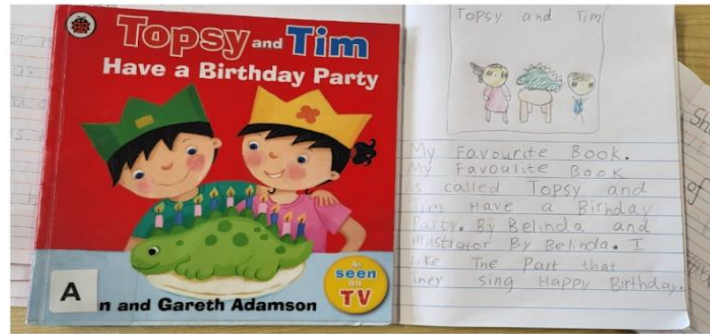 Topsy and Tim
Have a Birthday Party
As
seen
on
TV
A
n and Gareth Adamson
Topsy and Tim
My Favourite Book.
My Favoulite Book
is called Topsy and
Tim Have a Birhday
Party. By Belinda and
illustrator By Belinda. I
like The Part that
they sing Happy Birthday.